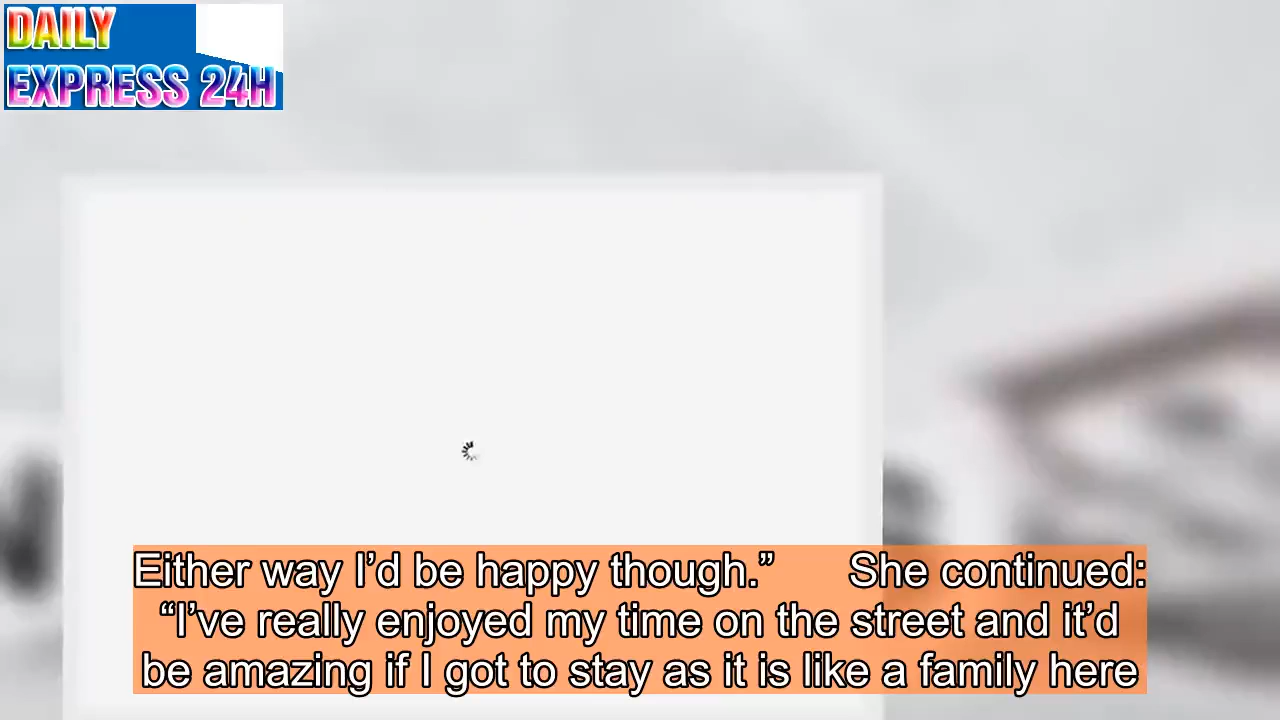 DAILY
EXPRESS 24H
Either way I’d be happy though.” She continued:
“I’ve really enjoyed my time on the street and it’d
be amazing if I got to stay as it is like a family here